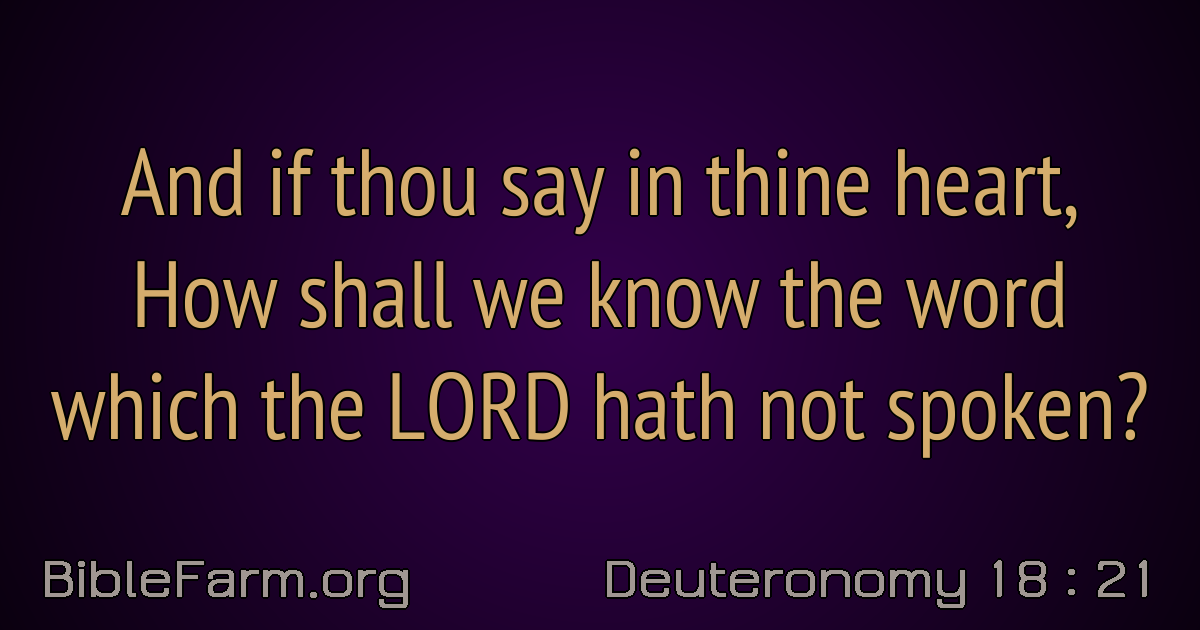 And if thou say in thine heart,
How shall we know the word
which the LORD hath not spoken?
BibleFarm.org
Deuteronomy 18 : 21